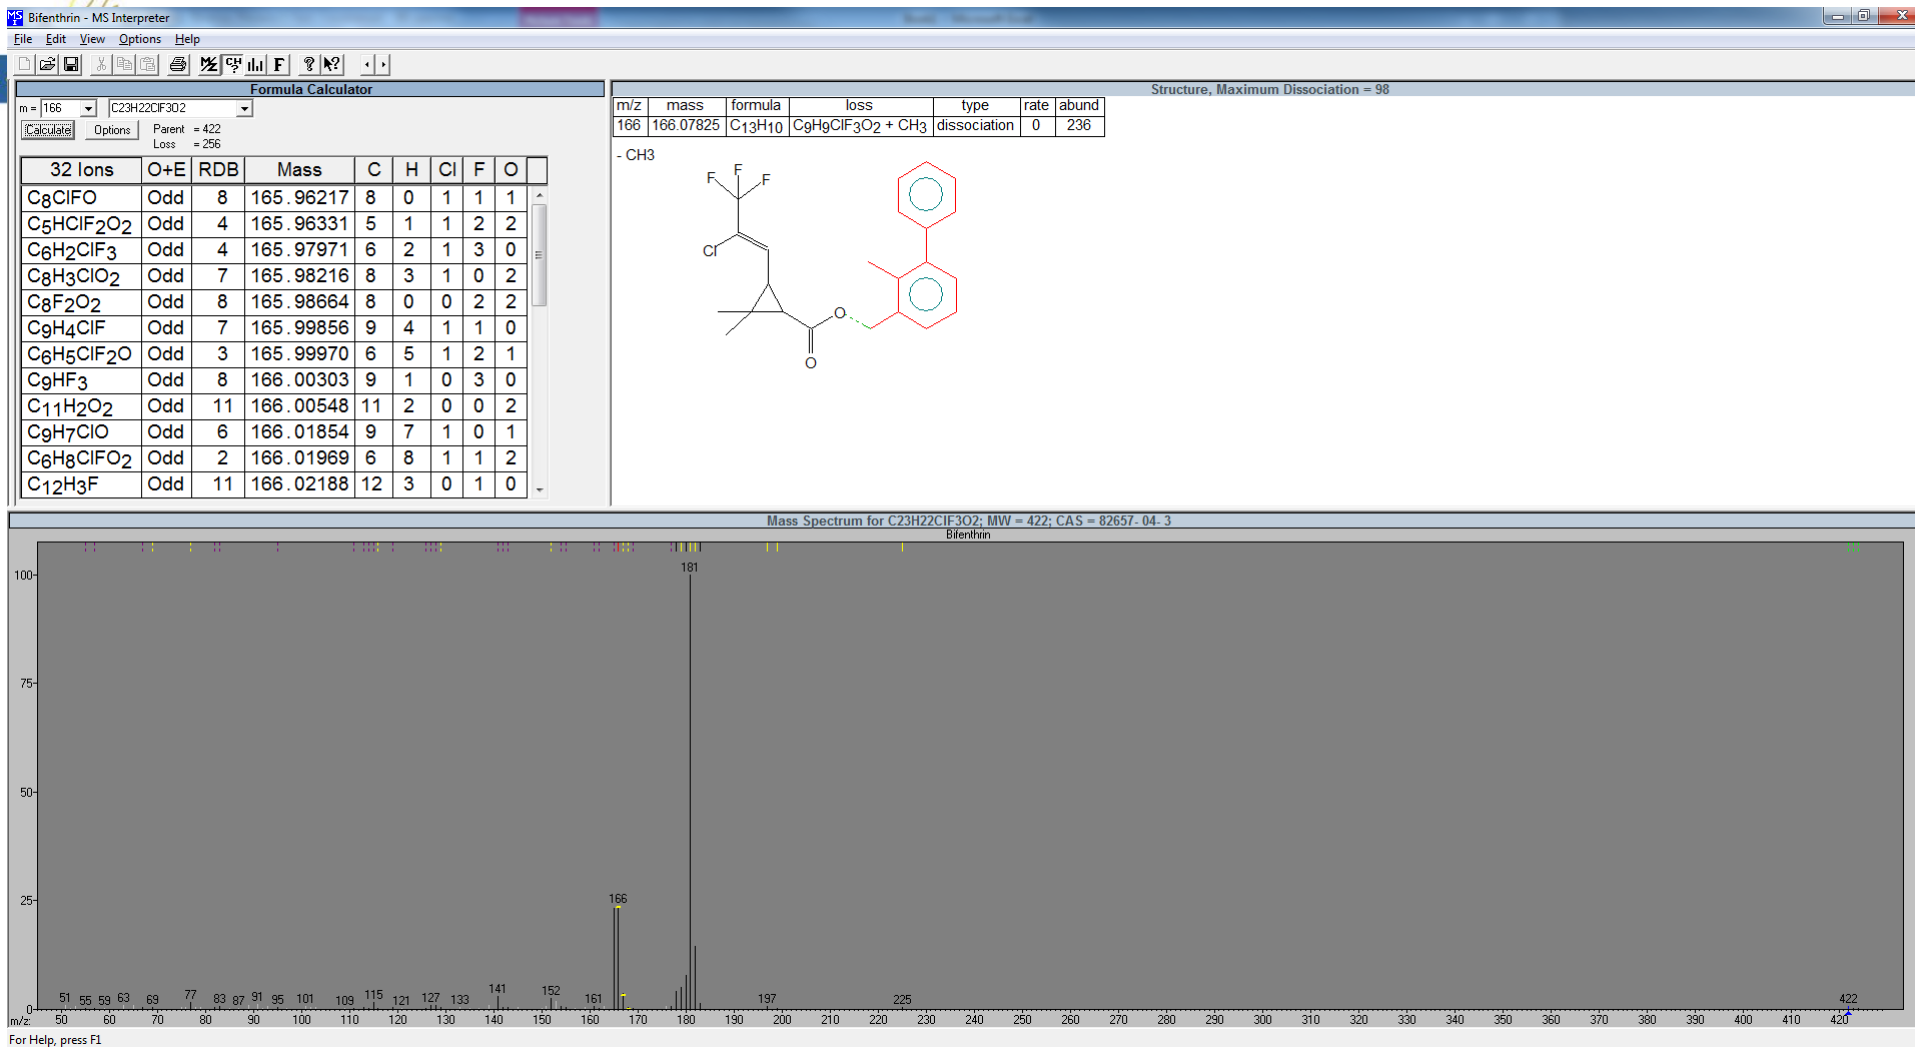 Bifenthrin - MS Interpreter
File Edit View Options Help
Formula Calculator
m = 166 C23H22ClF3O2
Calculate Options Parent = 422
Loss = 256
32 Ions O+E RDB Mass C H Cl F O
C8ClFO Odd 8 165.96217 8 0 1 1 1
C5HClF2O2 Odd 4 165.96331 5 1 1 2 2
C6H2ClF3 Odd 4 165.97971 6 2 1 3 0
C8H3ClO2 Odd 7 165.98216 8 3 1 0 2
C8F2O2 Odd 8 165.98664 8 0 0 2 2
C9H4ClF Odd 7 165.99856 9 4 1 1 0
C6H5ClF2O Odd 3 165.99970 6 5 1 2 1
C9HF3 Odd 8 166.00303 9 1 0 3 0
C11H2O2 Odd 11 166.00548 11 2 0 0 2
C9H7ClO Odd 6 166.01854 9 7 1 0 1
C6H8ClFO2 Odd 2 166.01969 6 8 1 1 2
C12H3F Odd 11 166.02188 12 3 0 1 0
Structure, Maximum Dissociation = 98
m/z mass formula loss type rate abund
166 166.07825 C13H10 C9H9ClF3O2 + CH3 dissociation 0 236
- CH3
F F F
Cl
O
O
Mass Spectrum for C23H22ClF3O2; MW = 422; CAS = 82657- 04- 3
Bifenthrin
100
181
75
50
25
166
51 55 59 63 69 77 83 87 91 95 101 109 115 121 127 133 141 152 161 197 225 422
0
m/z: 50 60 70 80 90 100 110 120 130 140 150 160 170 180 190 200 210 220 230 240 250 260 270 280 290 300 310 320 330 340 350 360 370 380 390 400 410 420
For Help, press F1